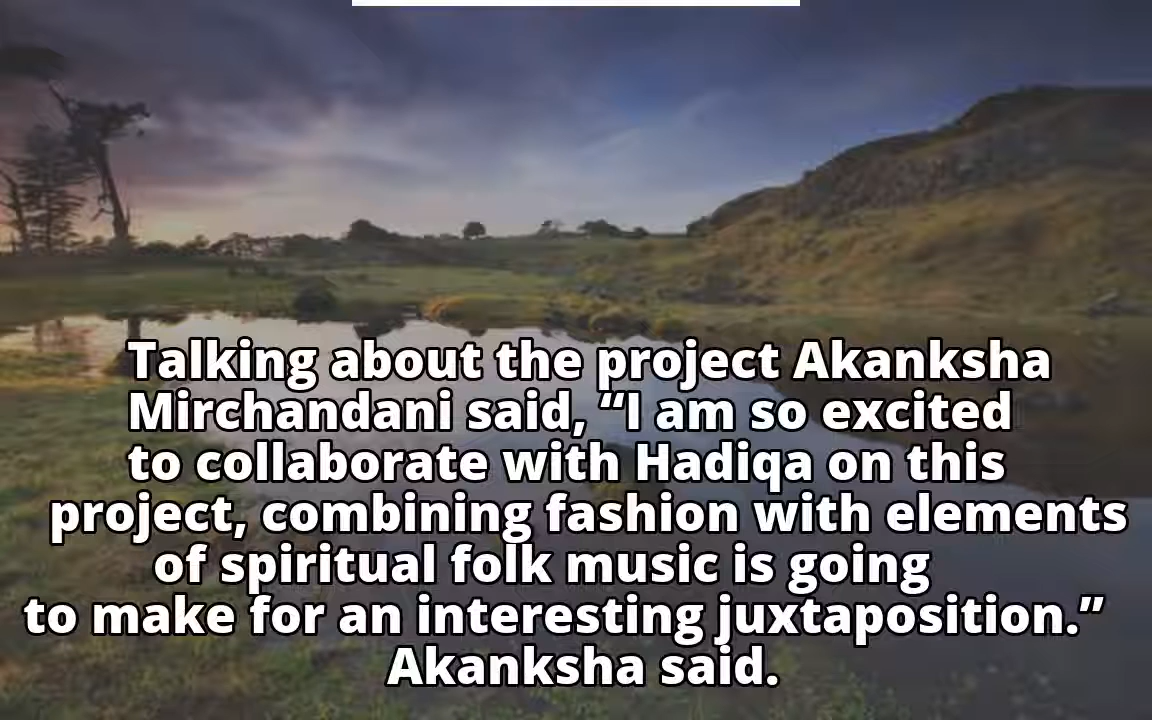 Talking about the project Akanksha
Mirchandani said, “I am so excited
to collaborate with Hadiqa on this
project, combining fashion with elements
of spiritual folk music is going
to make for an interesting juxtaposition.”
Akanksha said.